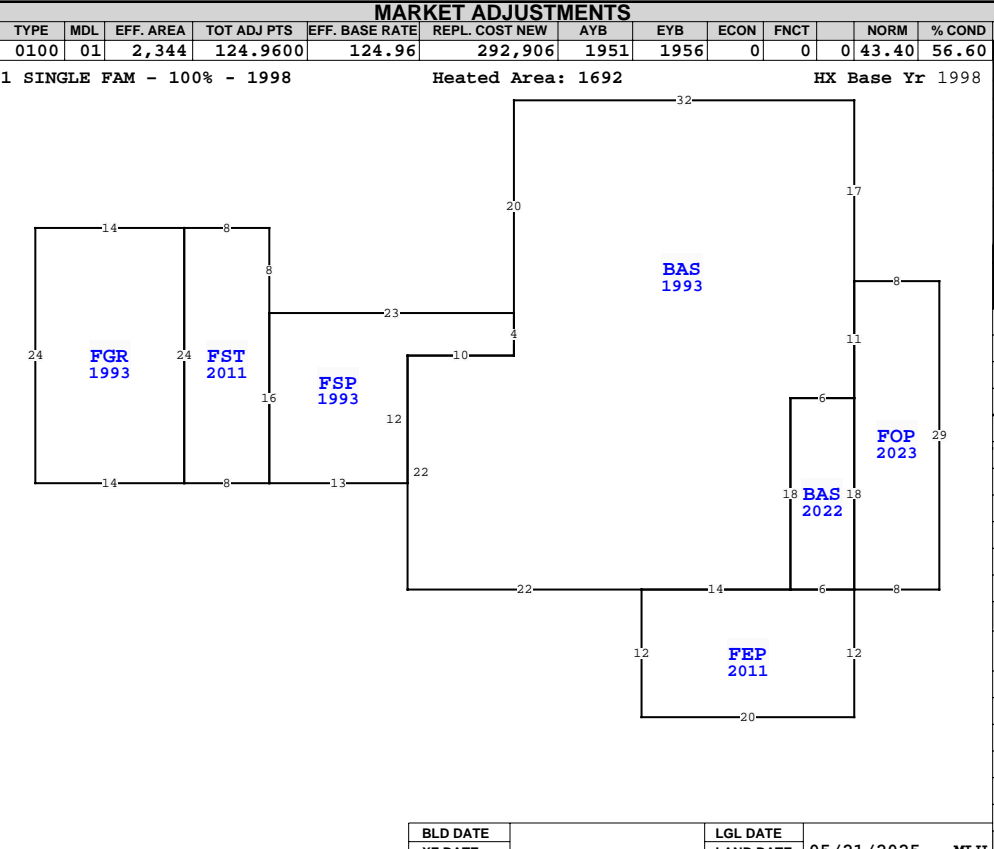 MARKET ADJUSTMENTS
TYPE MDL EFF. AREA TOT ADJ PTS EFF. BASE RATE REPL. COST NEW AYB EYB ECON FNCT NORM % COND
0100 01 2,344 124.9600 124.96 292,906 1951 1956 0 0 0 43.40 56.60
1 SINGLE FAM - 100% - 1998 Heated Area: 1692 HX Base Yr 1998
32
17
20
14 8
8 BAS
1993
8
23
4 11
10
24 FGR 24 FST
1993 2011
FSP
1993
16
6
12
FOP 29
2023
22
14 8 13
18 BAS 18
2022
22 14 6 8
12 FEP 12
2011
20
BLD DATE LGL DATE
05/21/2025